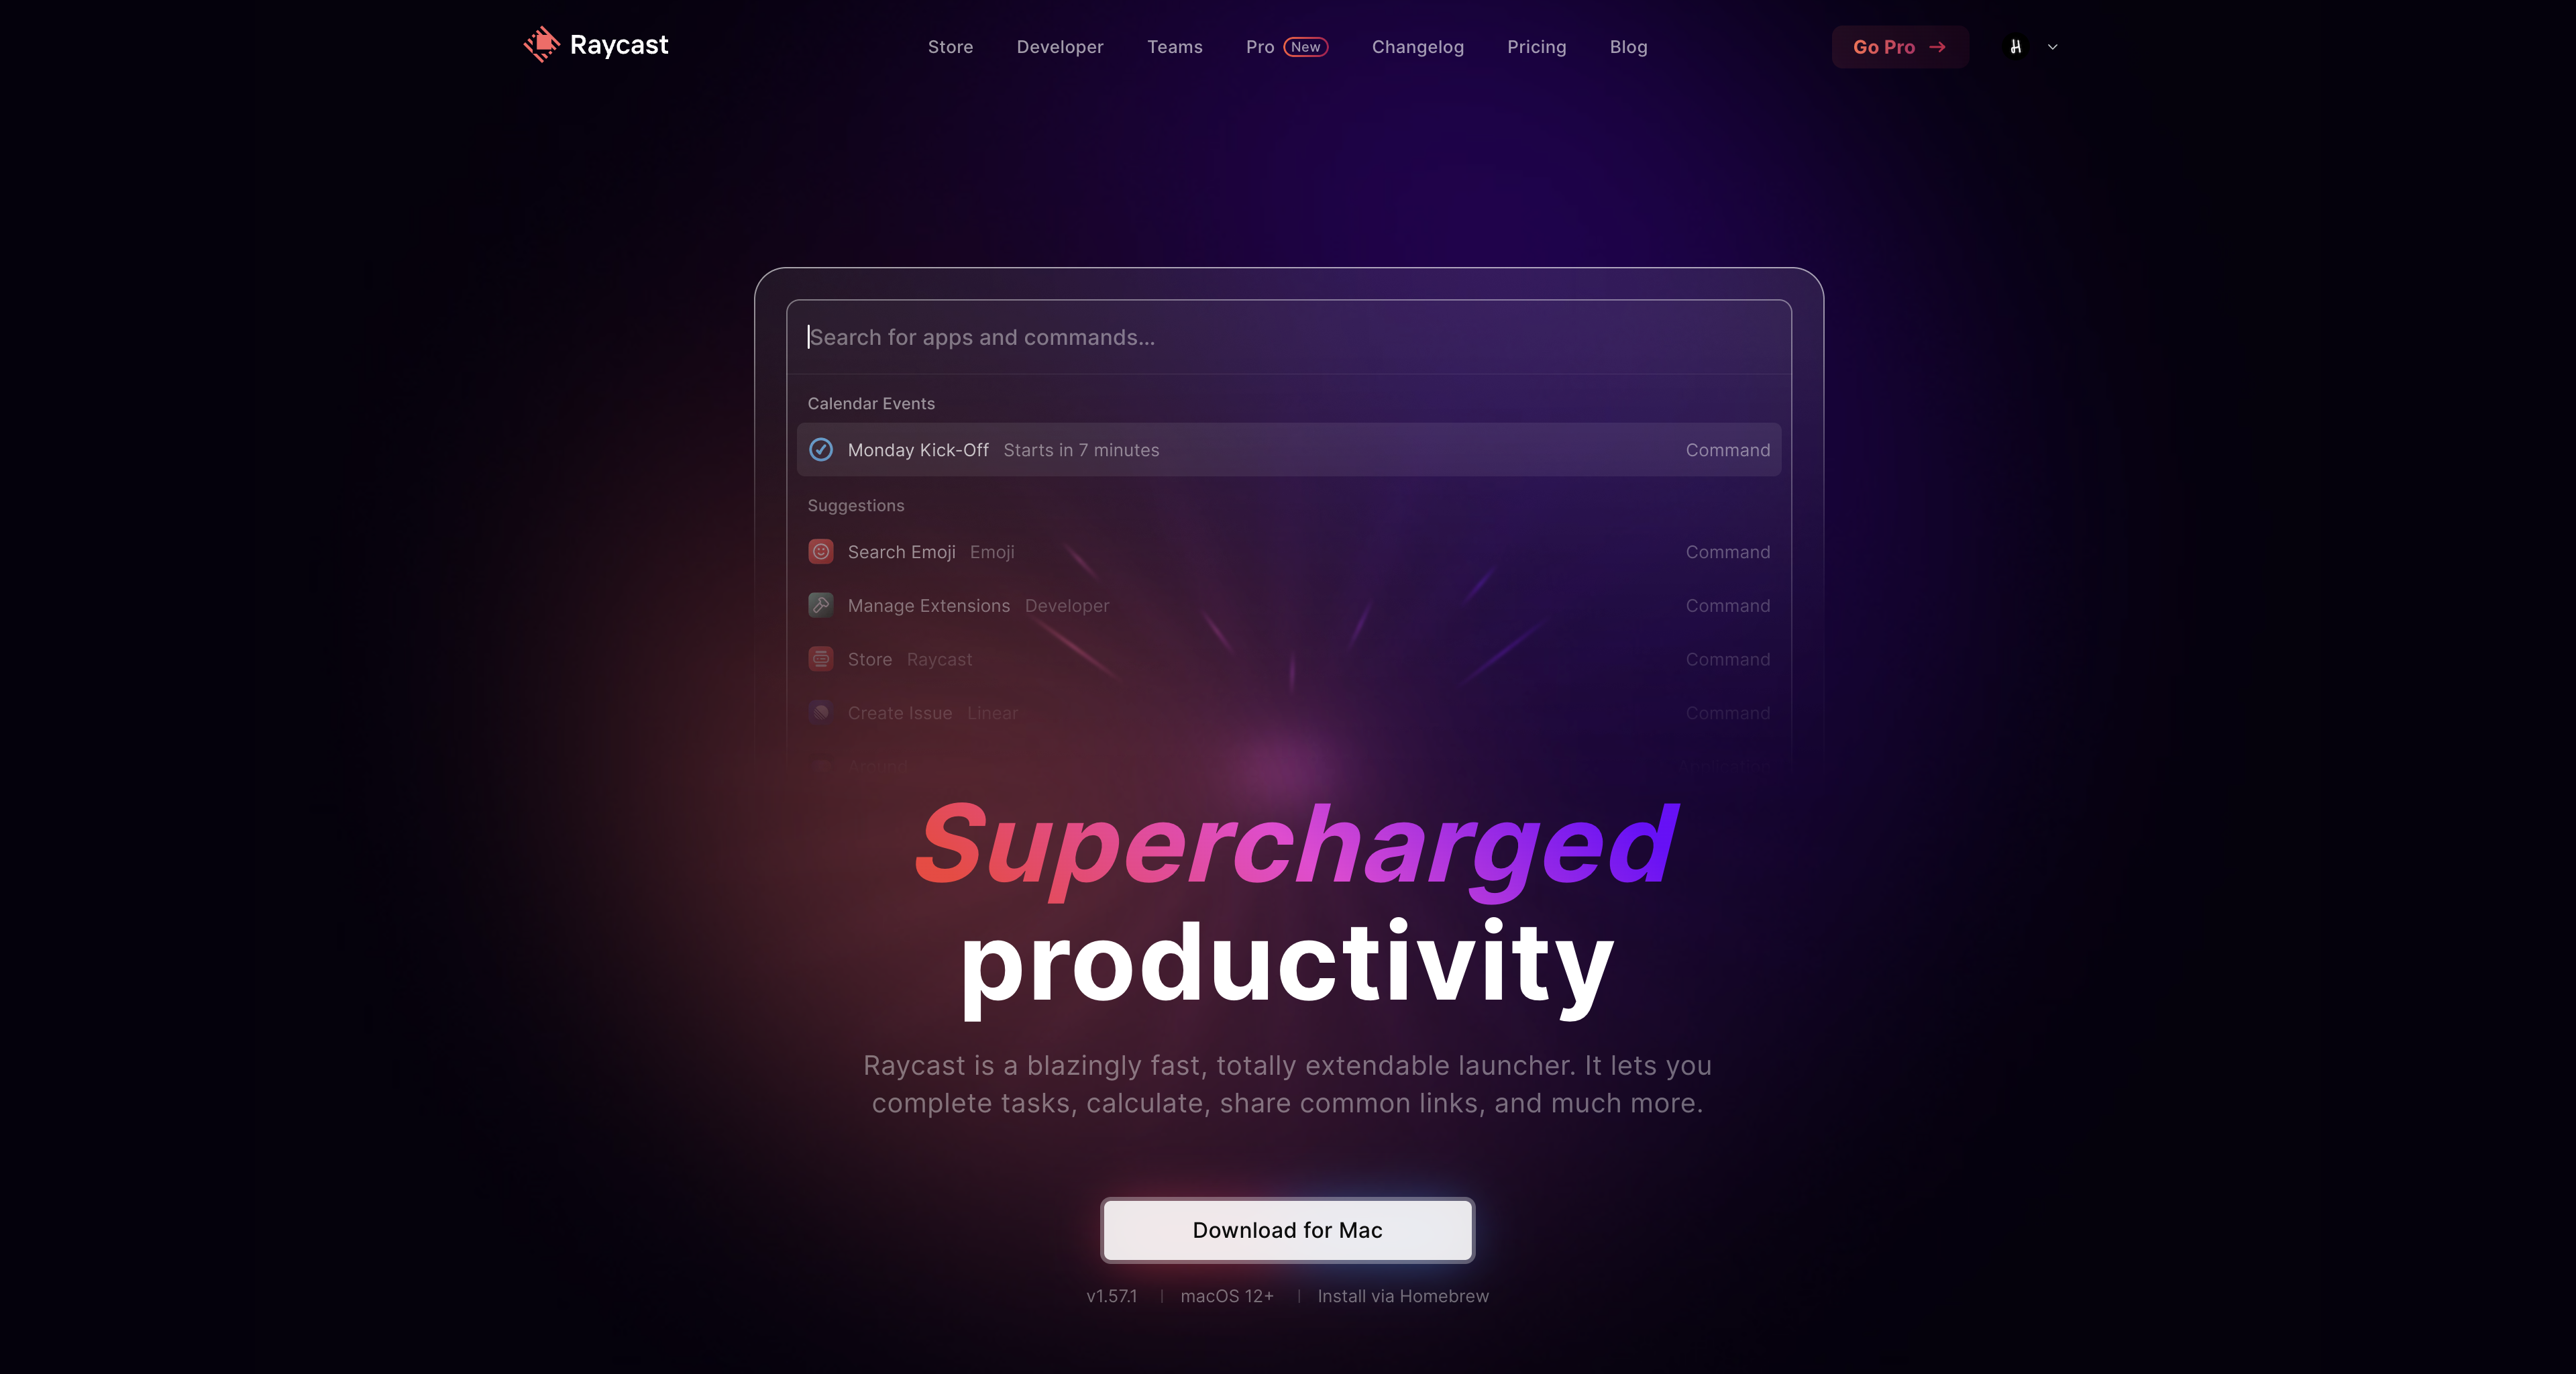 Raycast
Store Developer Teams Pro New Changelog Pricing Blog
Go Pro →
H
Search for apps and commands...
Calendar Events
Monday Kick-Off Starts in 7 minutes Command
Suggestions
Search Emoji Emoji Command
Manage Extensions Developer Command
Store Raycast Command
Create Issue Linear Command
Around Application
Supercharged
productivity
Raycast is a blazingly fast, totally extendable launcher. It lets you
complete tasks, calculate, share common links, and much more.
Download for Mac
v1.57.1 | macOS 12+ | Install via Homebrew